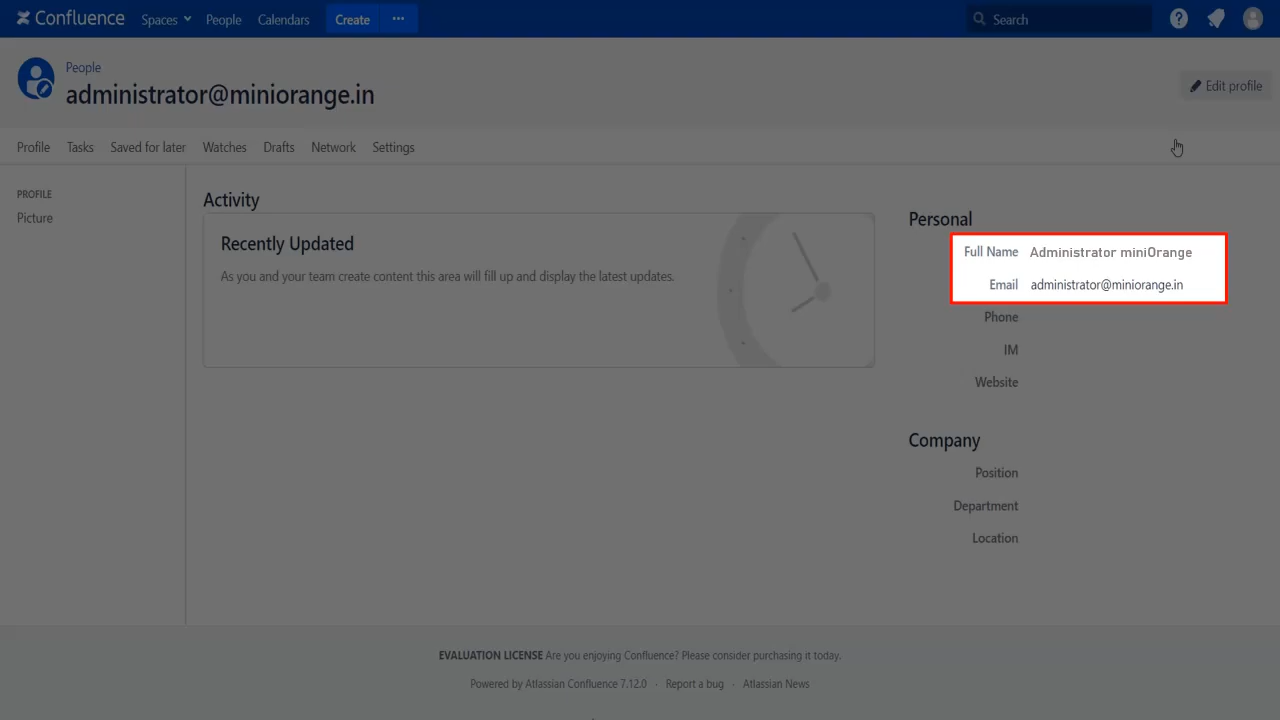 Confluence Spaces People Calendars Create ··· Search
People
administrator@miniorange.in
Edit profile
Profile Tasks Saved for later Watches Drafts Network Settings
PROFILE
Picture
Activity
Recently Updated
As you and your team create content this area will fill up and display the latest updates.
Personal
Full Name Administrator miniOrange
Email administrator@miniorange.in
Phone
IM
Website
Company
Position
Department
Location
EVALUATION LICENSE Are you enjoying Confluence? Please consider purchasing it today.
Powered by Atlassian Confluence 7.12.0 · Report a bug · Atlassian News